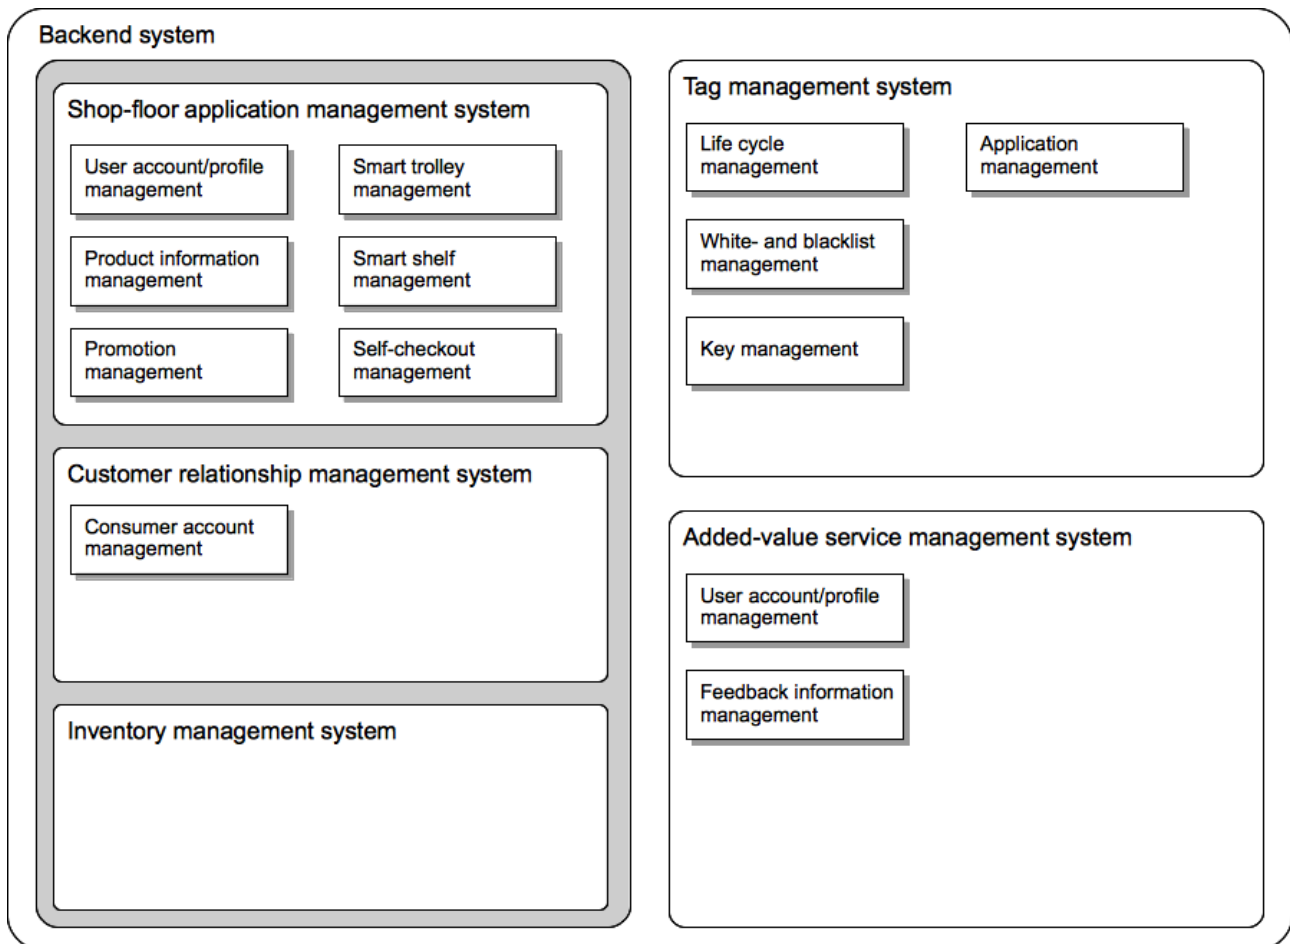 Backend system
Shop-floor application management system
User account/profile
management
Smart trolley
management
Product information
management
Smart shelf
management
Promotion
management
Self-checkout
management
Customer relationship management system
Consumer account
management
Inventory management system
Tag management system
Life cycle
management
Application
management
White- and blacklist
management
Key management
Added-value service management system
User account/profile
management
Feedback information
management